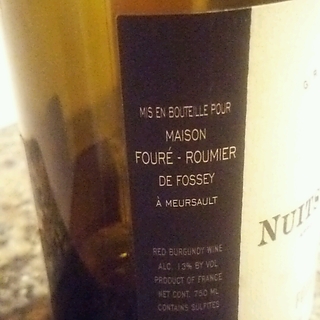 MIS EN BOUTEILLE POUR
MAISON
FOURÉ - ROUMIER
DE FOSSEY
À MEURSAULT
RED BURGUNDY WINE
ALC. 13% BY VOL
PRODUCT OF FRANCE
NET CONT. 750 ML
CONTAINS SULFITES
NUIT